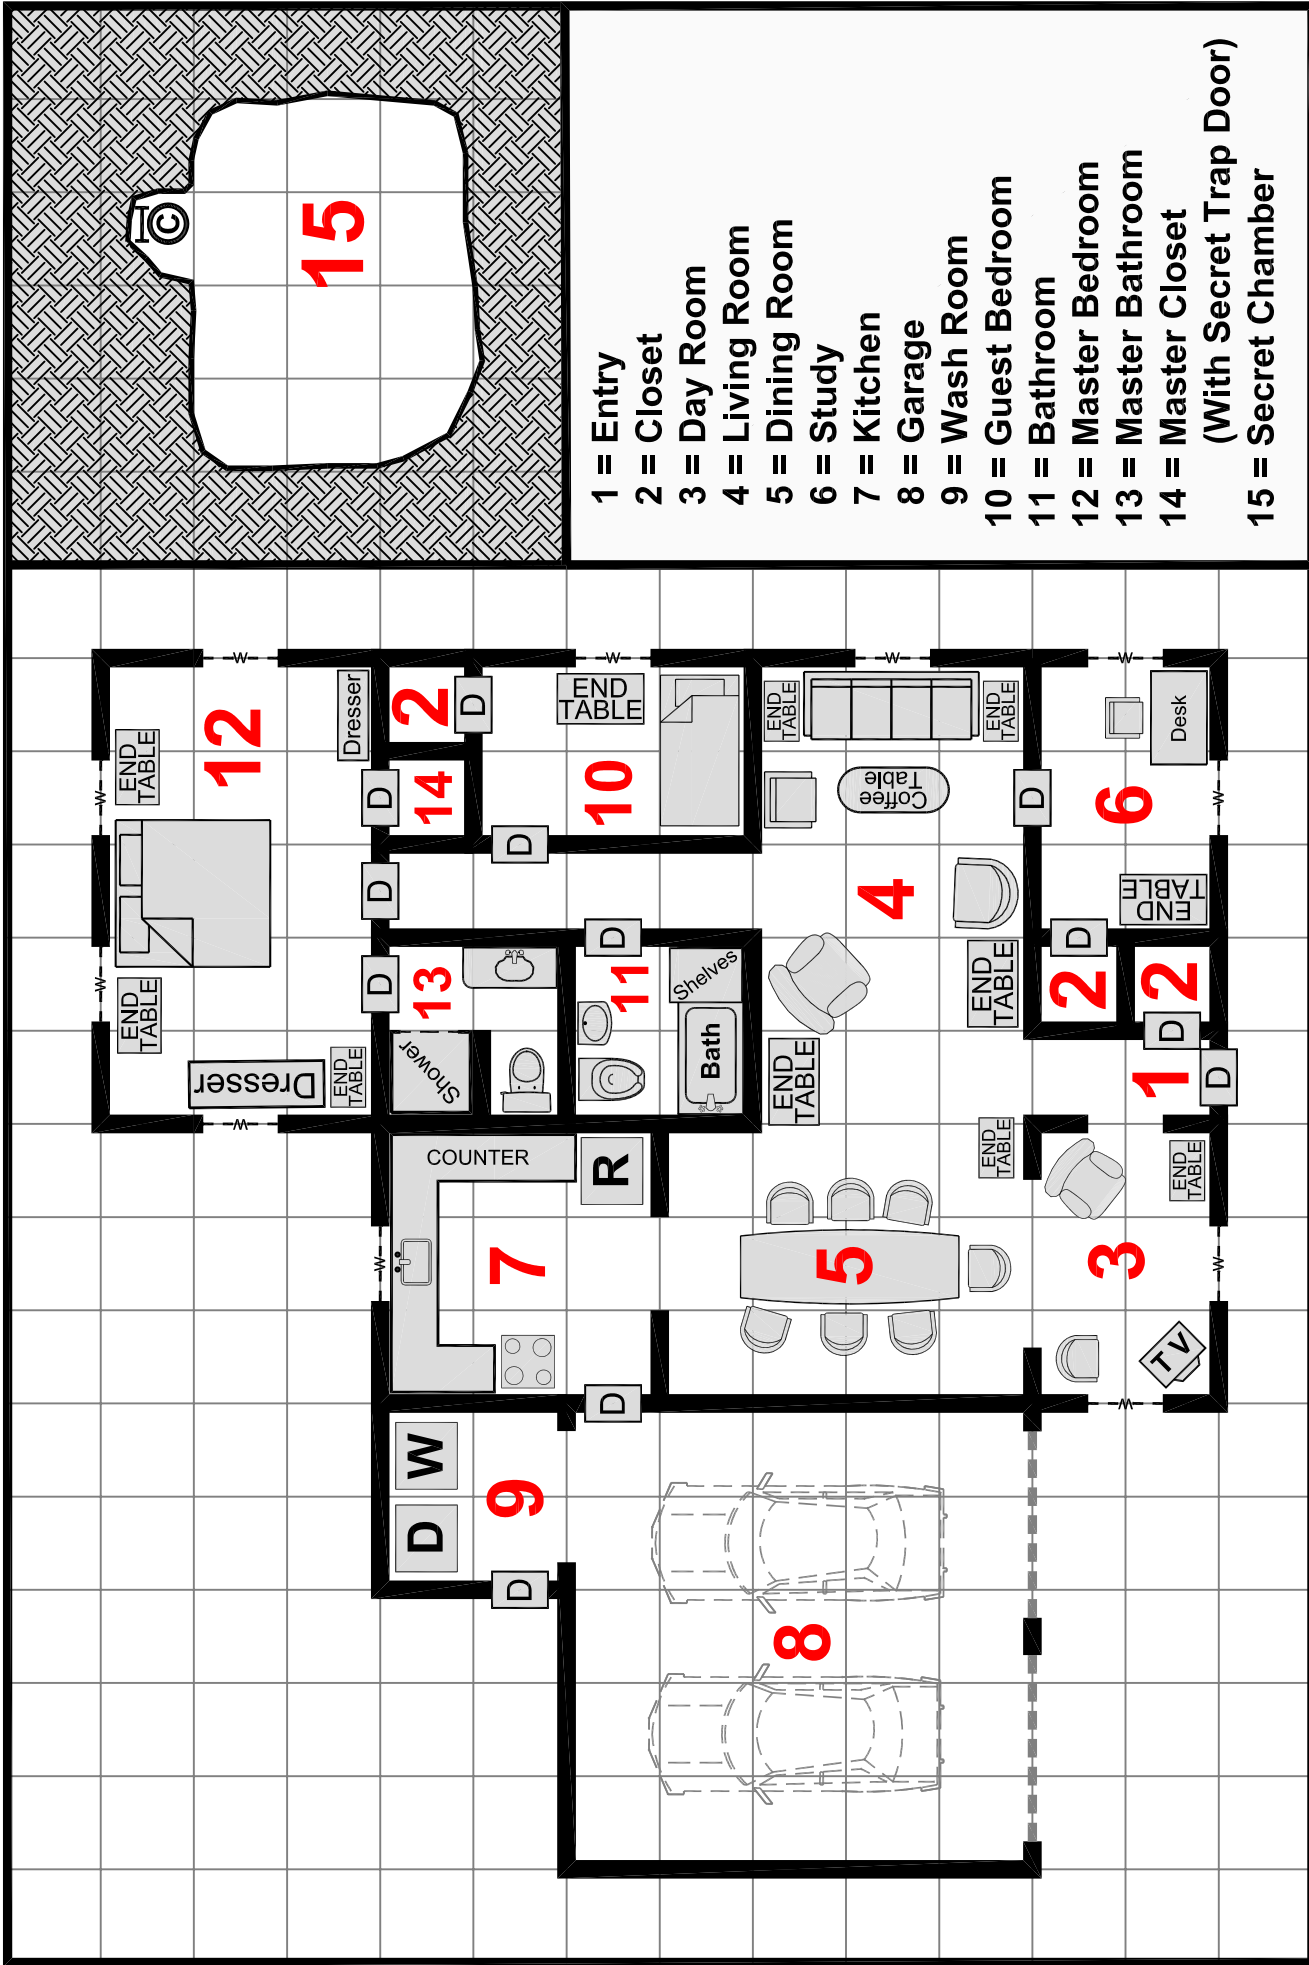 1 = Entry
2 = Closet
3 = Day Room
4 = Living Room
5 = Dining Room
6 = Study
7 = Kitchen
8 = Garage
9 = Wash Room
10 = Guest Bedroom
11 = Bathroom
12 = Master Bedroom
13 = Master Bathroom
14 = Master Closet
(With Secret Trap Door)
15 = Secret Chamber
C
15
12
END
TABLE
END
TABLE
Dresser
Dresser
END
TABLE
D
D
D
2
D
14
10
END
TABLE
D
13
Shower
11
D
Shelves
Bath
COUNTER
R
7
D
W
D
9
D
8
5
4
END
TABLE
END
TABLE
Coffee
Table
END
TABLE
END
TABLE
END
TABLE
D
6
Desk
END
TABLE
D
2
2
D
1
D
3
END
TABLE
TV
W
W
W
W
W
W
W
W
W
W
W
W